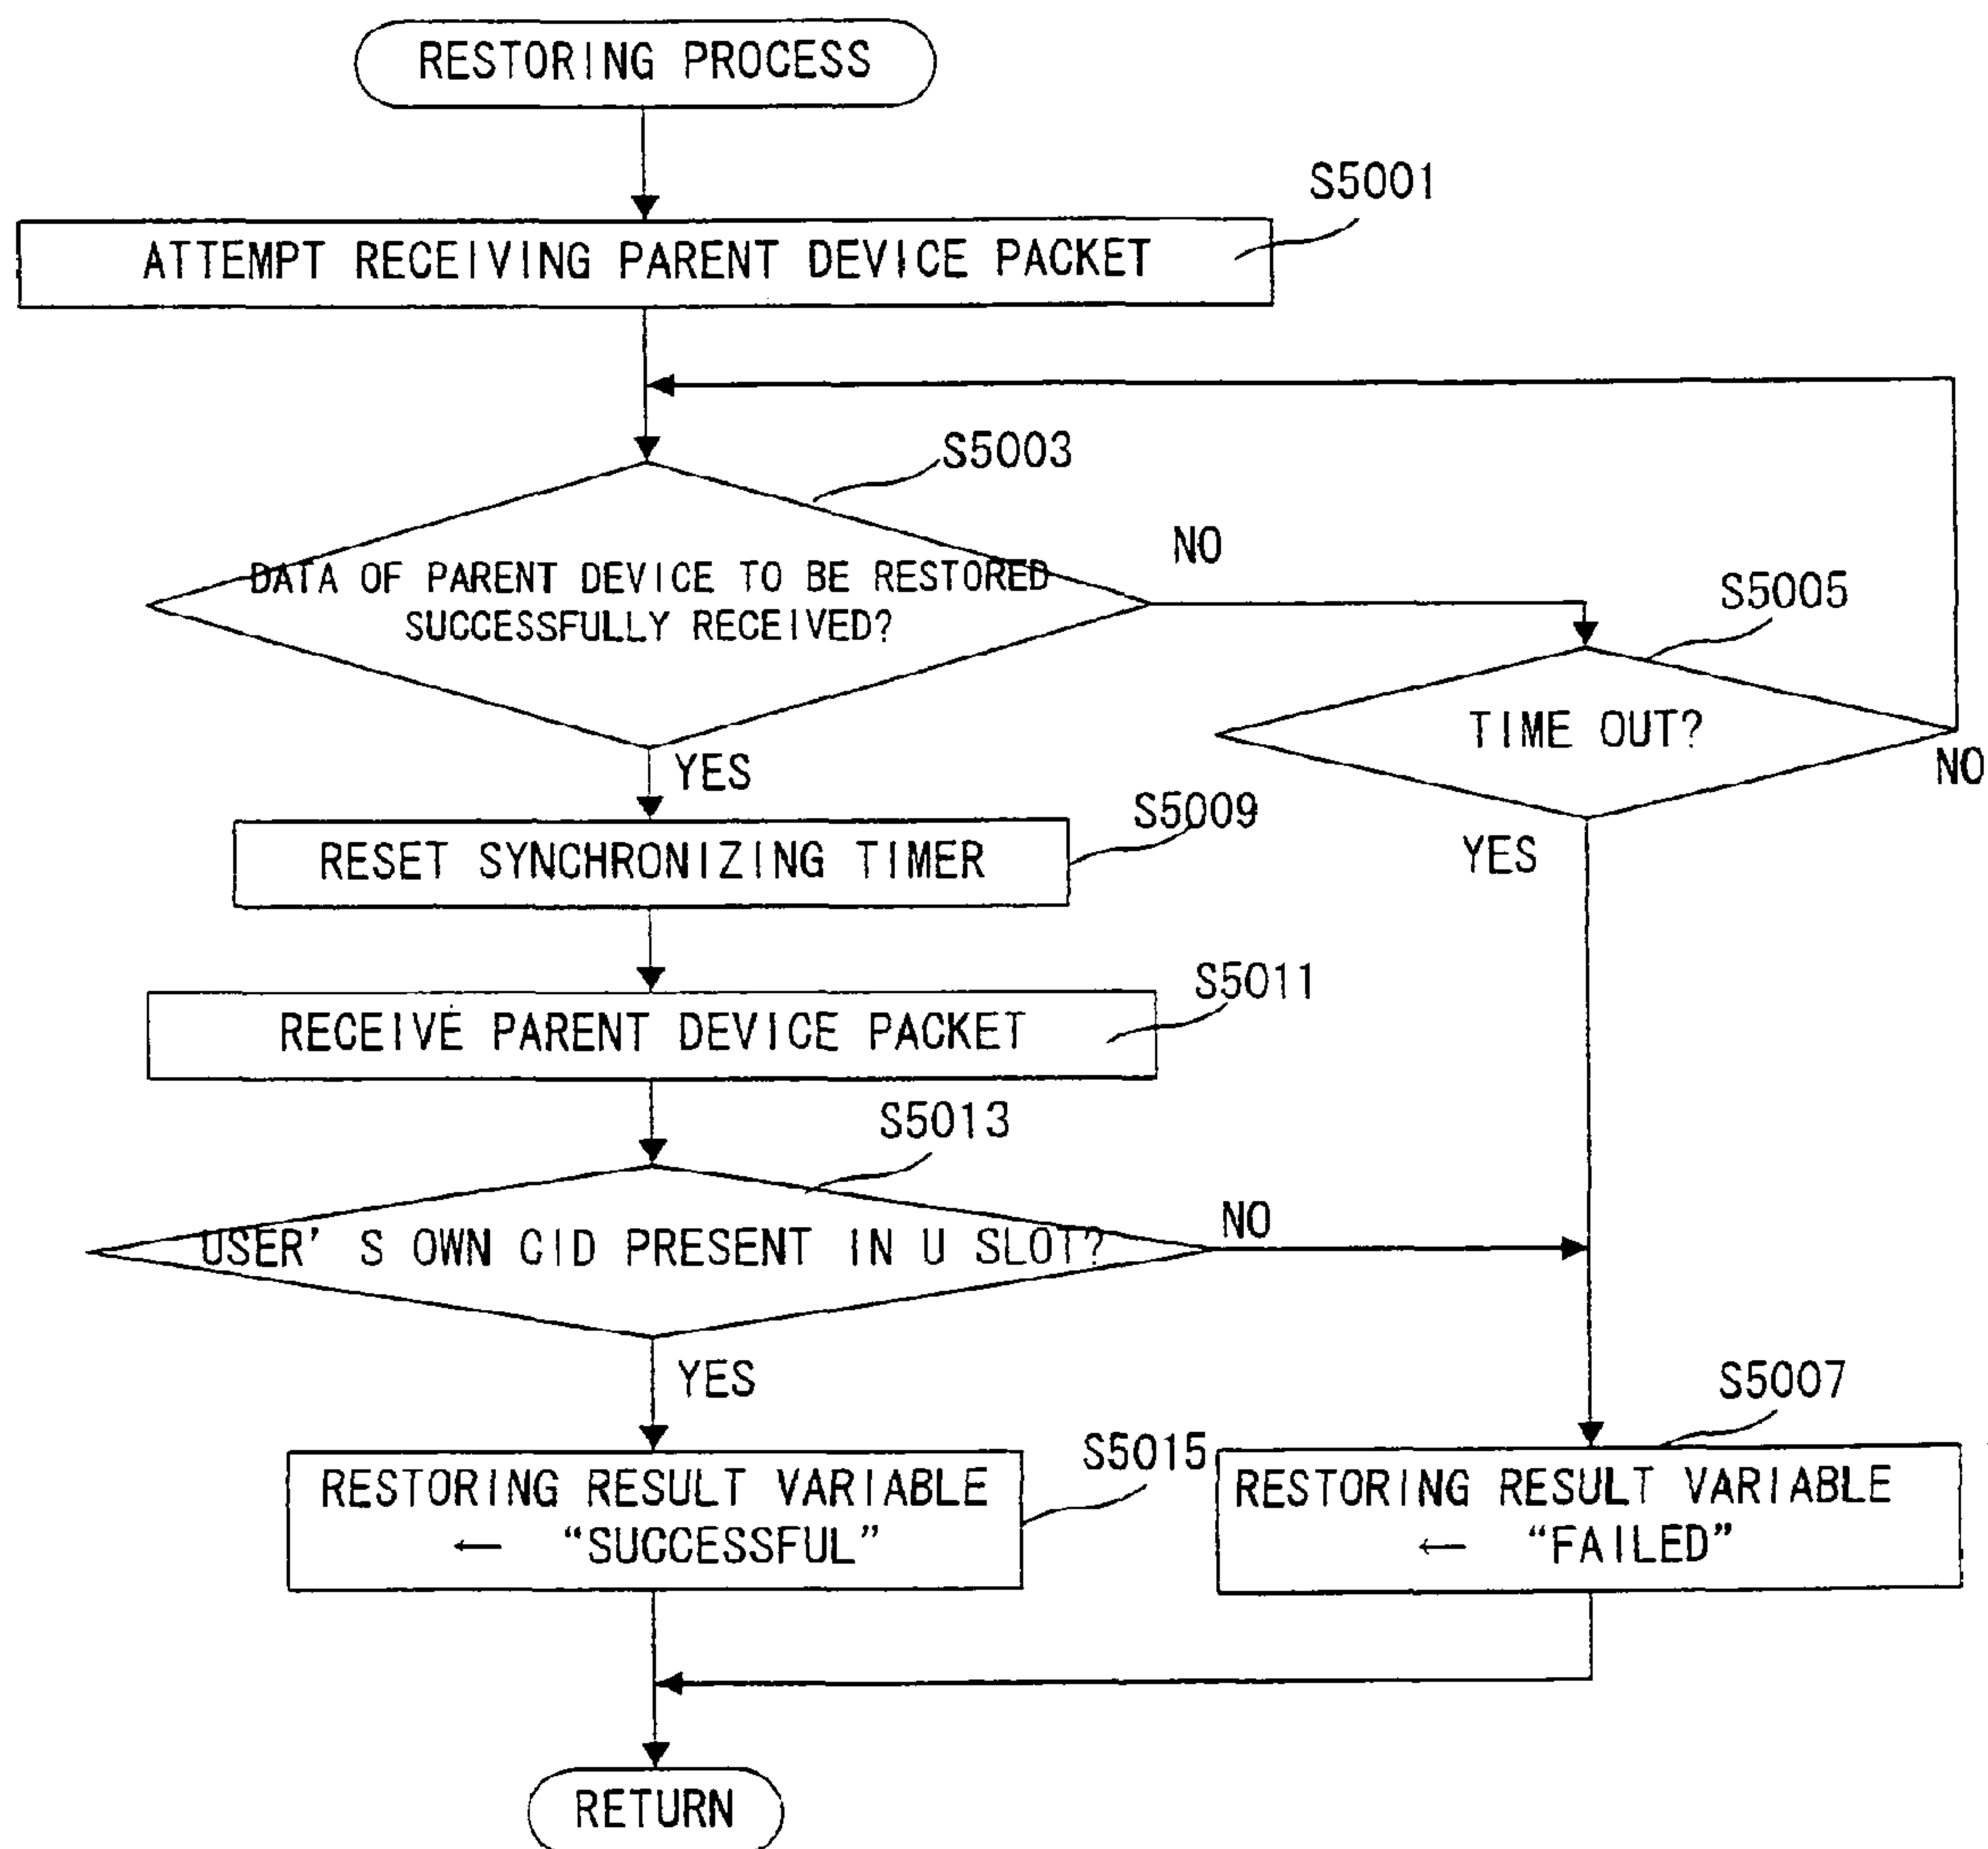 RESTORING PROCESS
S5001
ATTEMPT RECEIVING PARENT DEVICE PACKET
S5003
DATA OF PARENT DEVICE TO BE RESTORED
SUCCESSFULLY RECEIVED?
NO
S5005
TIME OUT?
NO
YES
YES
S5009
RESET SYNCHRONIZING TIMER
S5011
RECEIVE PARENT DEVICE PACKET
S5013
USER' S OWN CID PRESENT IN U SLOT?
NO
YES
S5015
RESTORING RESULT VARIABLE
← “SUCCESSFUL”
S5007
RESTORING RESULT VARIABLE
← “FAILED”
RETURN